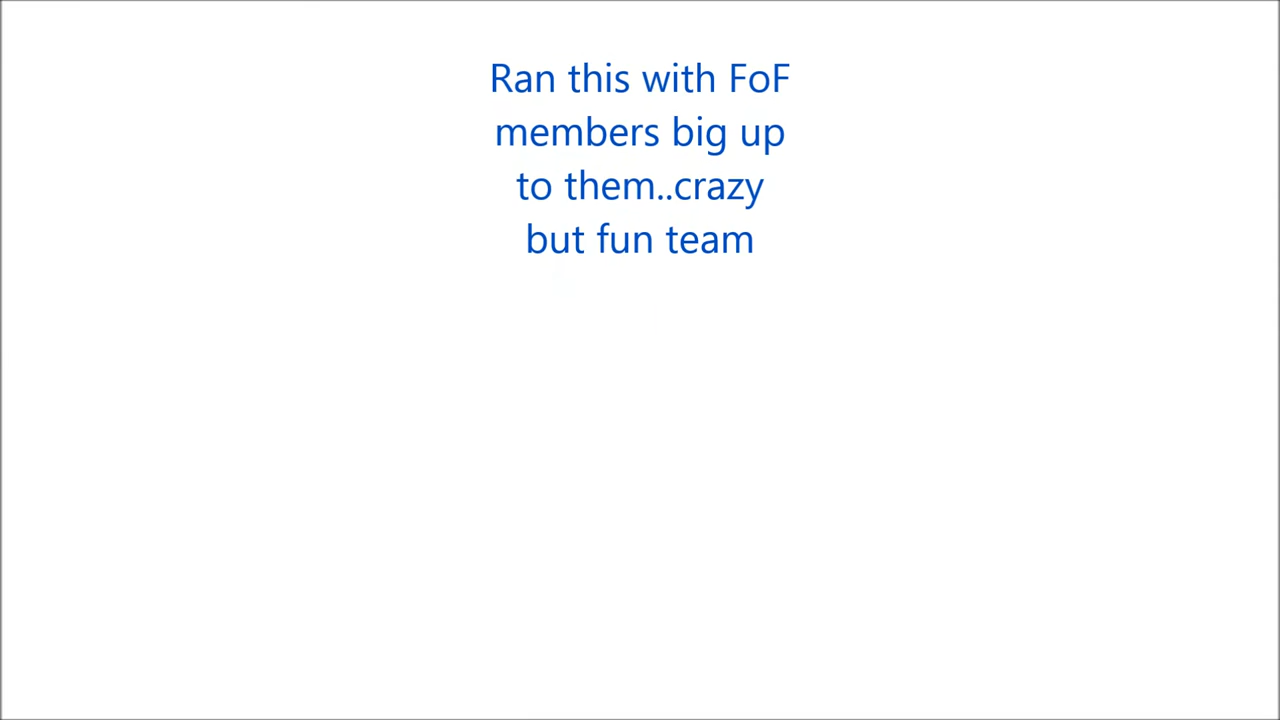 Ran this with FoF
members big up
to them..crazy
but fun team